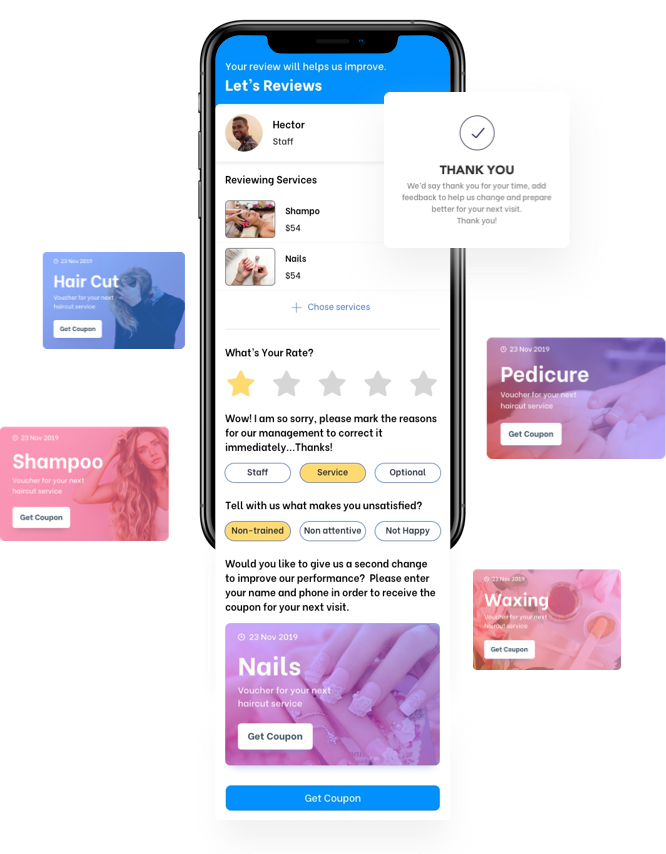 Your review will helps us improve.
Let's Reviews
Hector
Staff
Reviewing Services
Shampo
$54
Nails
$54
+ Chose services
THANK YOU
We'd say thank you for your time, add
feedback to help us change and prepare
better for your next visit.
Thank you!
23 Nov 2019
Hair Cut
Voucher for your next
haircut service
Get Coupon
23 Nov 2019
Pedicure
Voucher for your next
haircut service
Get Coupon
What's Your Rate?
Wow! I am so sorry, please mark the reasons
for our management to correct it
immediately...Thanks!
Staff Service Optional
23 Nov 2019
Shampoo
Voucher for your next
haircut service
Get Coupon
Tell with us what makes you unsatisfied?
Non-trained Non attentive Not Happy
Would you like to give us a second change
to improve our performance? Please enter
your name and phone in order to receive the
coupon for your next visit.
23 Nov 2019
Waxing
Voucher for your next
haircut service
Get Coupon
23 Nov 2019
Nails
Voucher for your next
haircut service
Get Coupon
Get Coupon